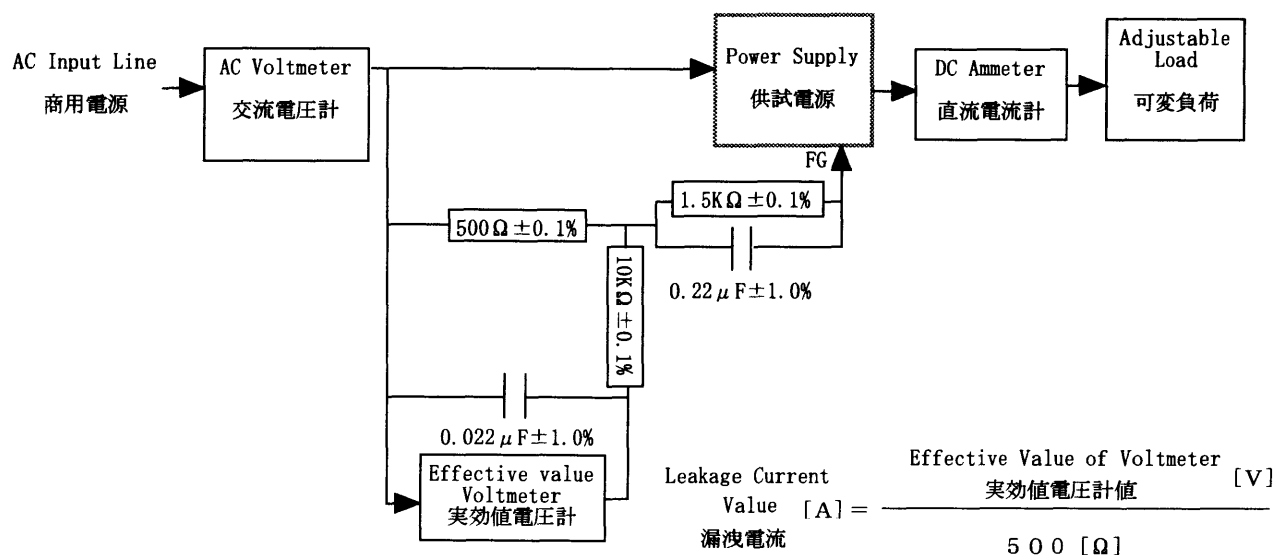 AC Input Line
商用電源
AC Voltmeter
交流電圧計
Power Supply
供試電源
DC Ammeter
直流電流計
Adjustable
Load
可変負荷
FG
1.5KΩ±0.1%
500Ω±0.1%
0.22μF±1.0%
10KΩ±0.1%
0.022μF±1.0%
Effective value
Voltmeter
実効値電圧計
Leakage Current
Value [A]=
漏洩電流
Effective Value of Voltmeter
実効値電圧計値 [V]
500 [Ω]